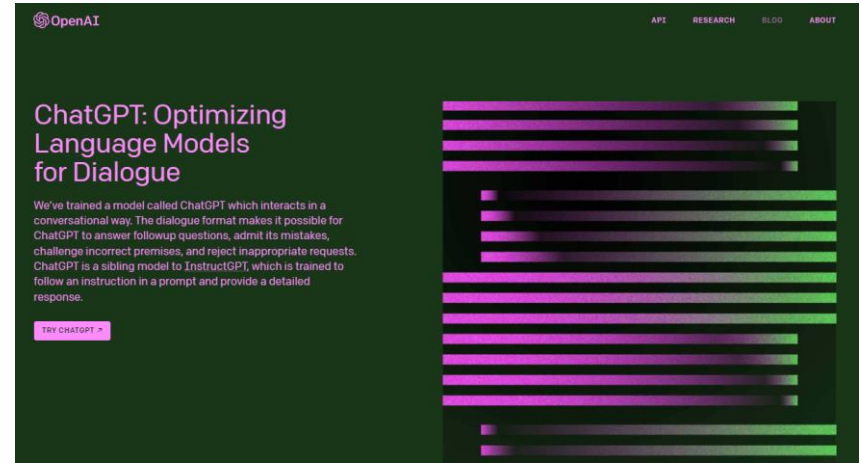 OpenAI
API RESEARCH BLOG ABOUT
ChatGPT: Optimizing
Language Models
for Dialogue
We've trained a model called ChatGPT which interacts in a
conversational way. The dialogue format makes it possible for
ChatGPT to answer followup questions, admit its mistakes,
challenge incorrect premises, and reject inappropriate requests.
ChatGPT is a sibling model to InstructGPT, which is trained to
follow an instruction in a prompt and provide a detailed
response.
TRY CHATGPT ↗